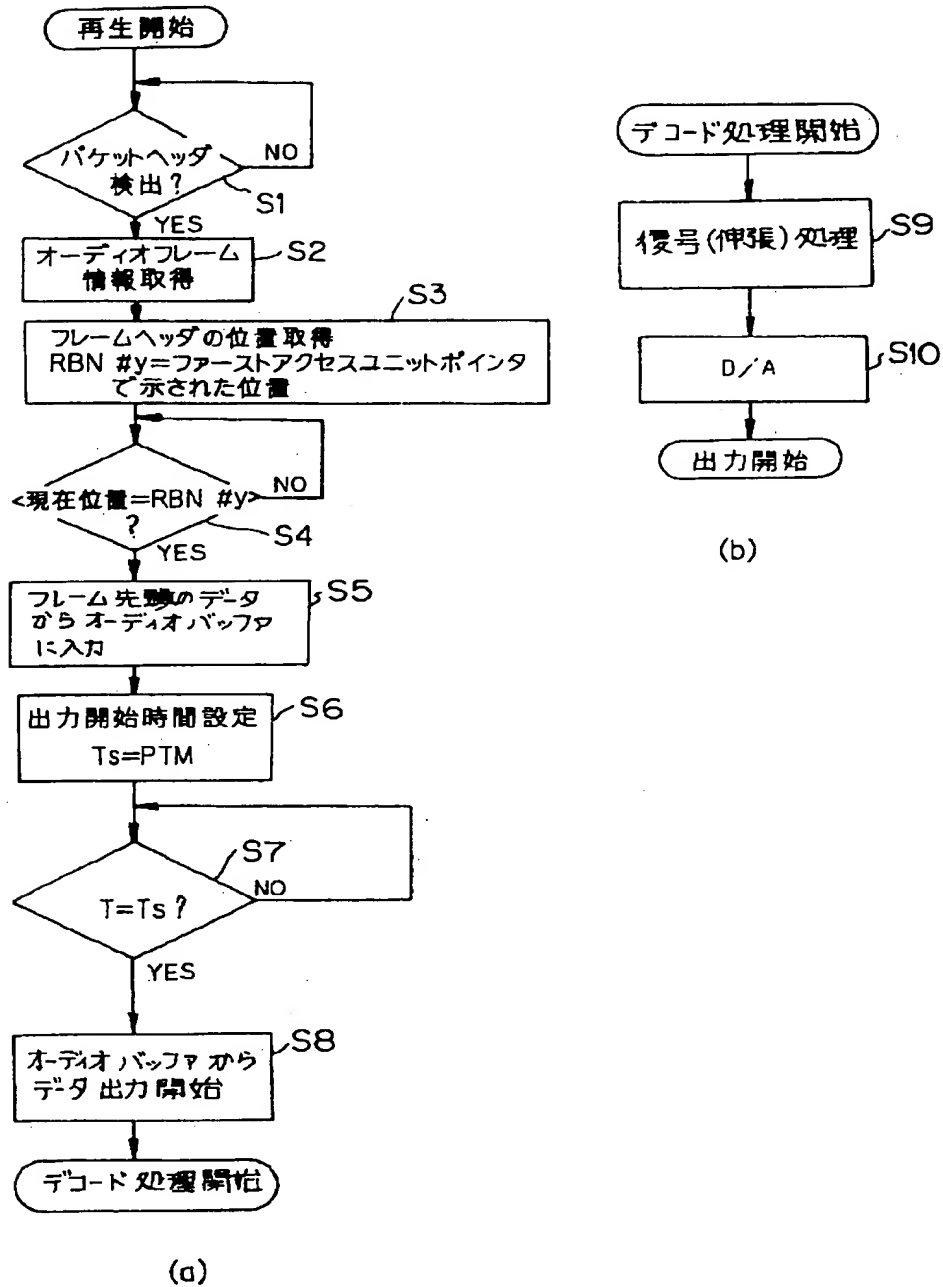 再生開始
パケットヘッダ
検出?
NO
S1
YES
オーディオフレーム
情報取得
S2
S3
フレームヘッダの位置取得
RBN #y=ファーストアクセスユニットポインタ
で示された位置
<現在位置=RBN #y>
?
NO
S4
YES
フレーム先頭のデータ
からオーディオバッファ
に入力
S5
出力開始時間設定
Ts=PTM
S6
S7
T=Ts?
NO
YES
オーディオバッファから
データ出力開始
S8
デコード処理開始
(a)
デコード処理開始
復号(伸張)処理
S9
D/A
S10
出力開始
(b)